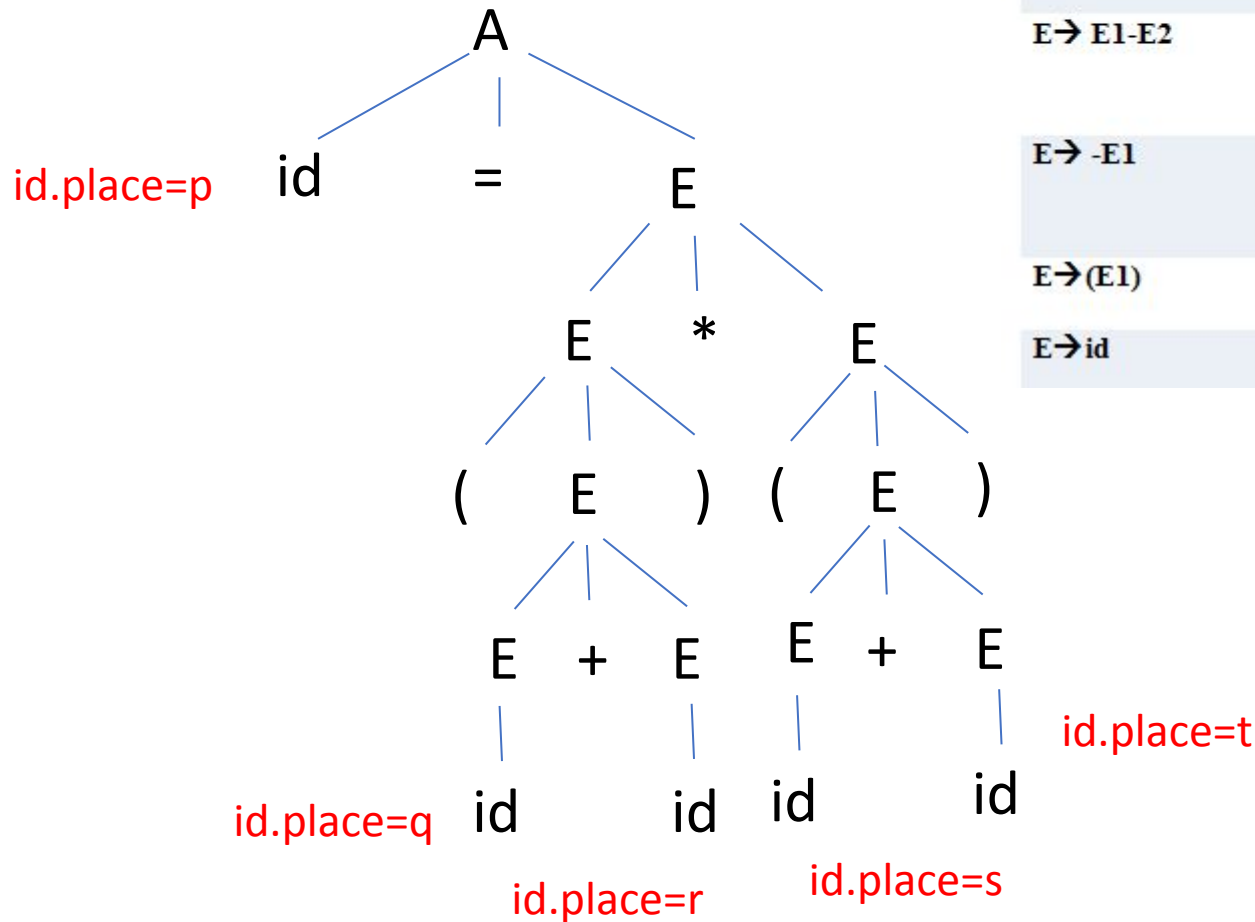 A
id.place=p id = E
E * E
( E ) ( E )
E + E E + E
id.place=t
id.place=q id id id id
id.place=r id.place=s
E→ E1-E2
E→ -E1
E→(E1)
E→id